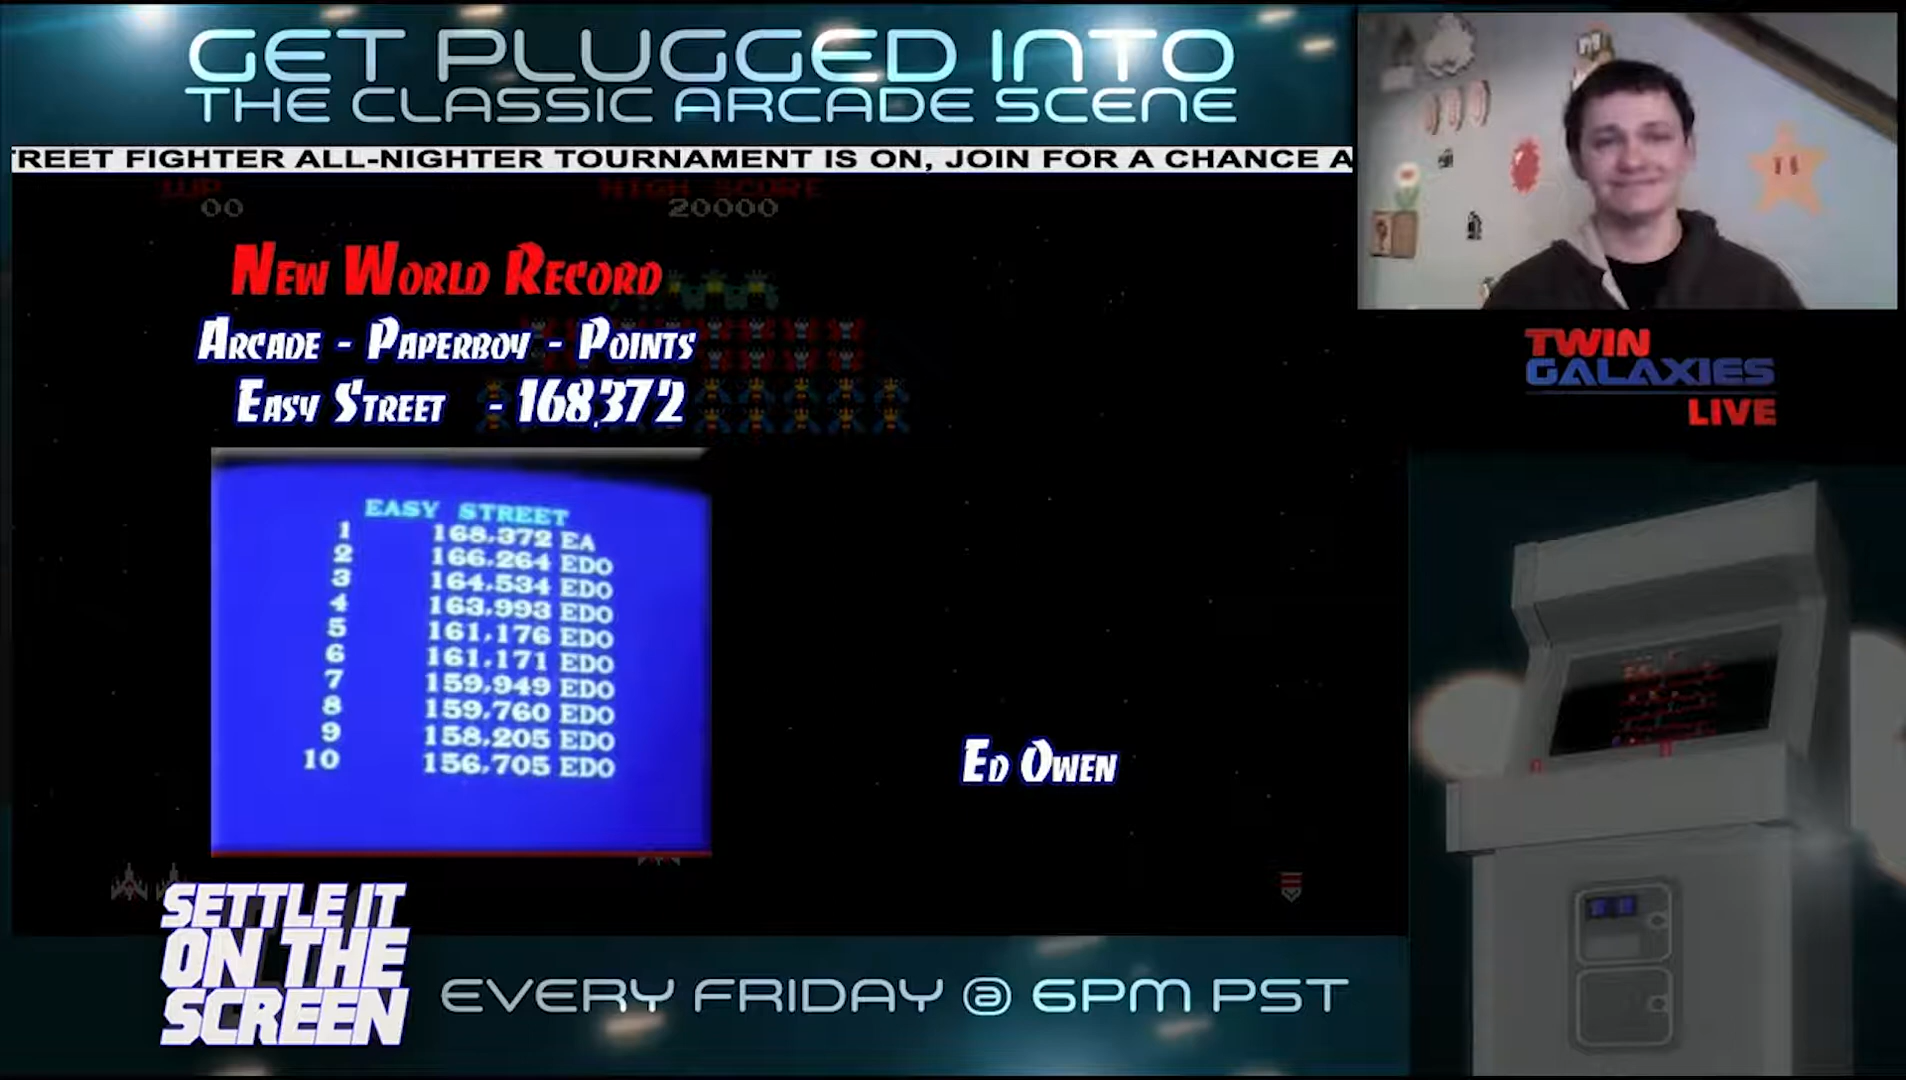 GET PLUGGED INTO
THE CLASSIC ARCADE SCENE
TREET FIGHTER ALL-NIGHTER TOURNAMENT IS ON, JOIN FOR A CHANCE A
1UP
00
HIGH SCORE
20000
NEW WORLD RECORD
ARCADE - PAPERBOY - POINTS
EASY STREET - 168,372
TWIN
GALAXIES
LIVE
EASY STREET
1 168,372 EA
2 166,264 EDO
3 164,534 EDO
4 163,993 EDO
5 161,176 EDO
6 161,171 EDO
7 159,949 EDO
8 159,760 EDO
9 158,205 EDO
10 156,705 EDO
ED OWEN
SETTLE IT
ON THE
SCREEN
EVERY FRIDAY @ 6PM PST